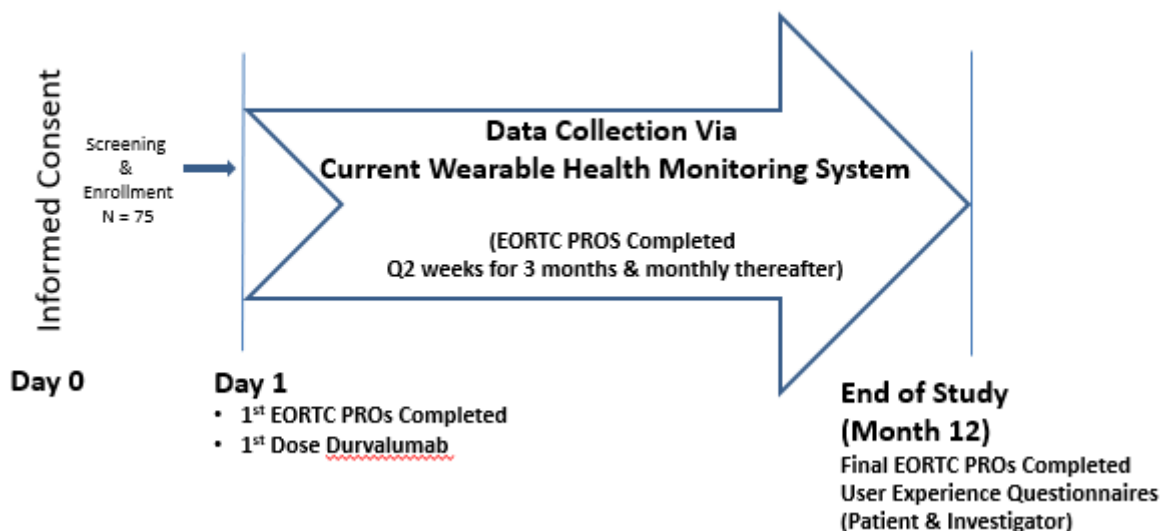 Informed Consent
Screening
&
Enrollment
N = 75
Data Collection Via
Current Wearable Health Monitoring System
(EORTC PROS Completed
Q2 weeks for 3 months & monthly thereafter)
Day 0
Day 1
• 1st EORTC PROs Completed
• 1st Dose Durvalumab
End of Study
(Month 12)
Final EORTC PROs Completed
User Experience Questionnaires
(Patient & Investigator)